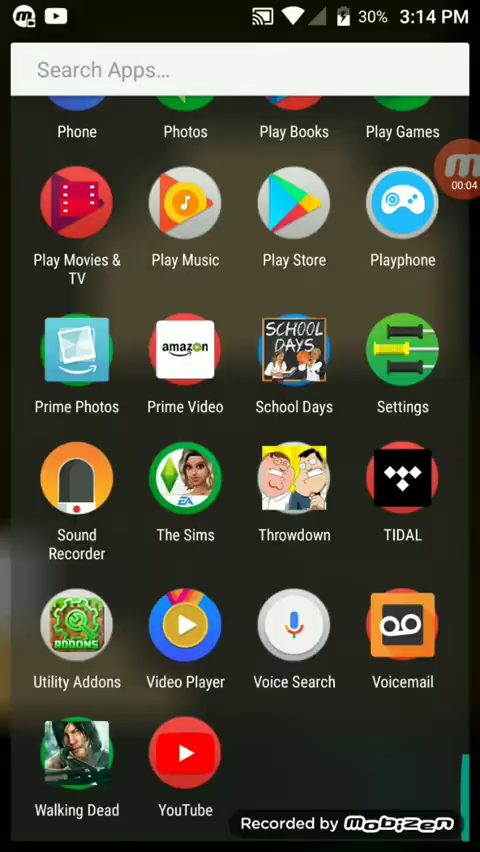 30% 3:14 PM
Search Apps...
Phone Photos Play Books Play Games
00:04
Play Movies & TV Play Music Play Store Playphone
amazon
SCHOOL DAYS
Prime Photos Prime Video School Days Settings
EA
Sound Recorder The Sims Throwdown TIDAL
ADDONS
Utility Addons Video Player Voice Search Voicemail
Walking Dead YouTube
Recorded by mobizen